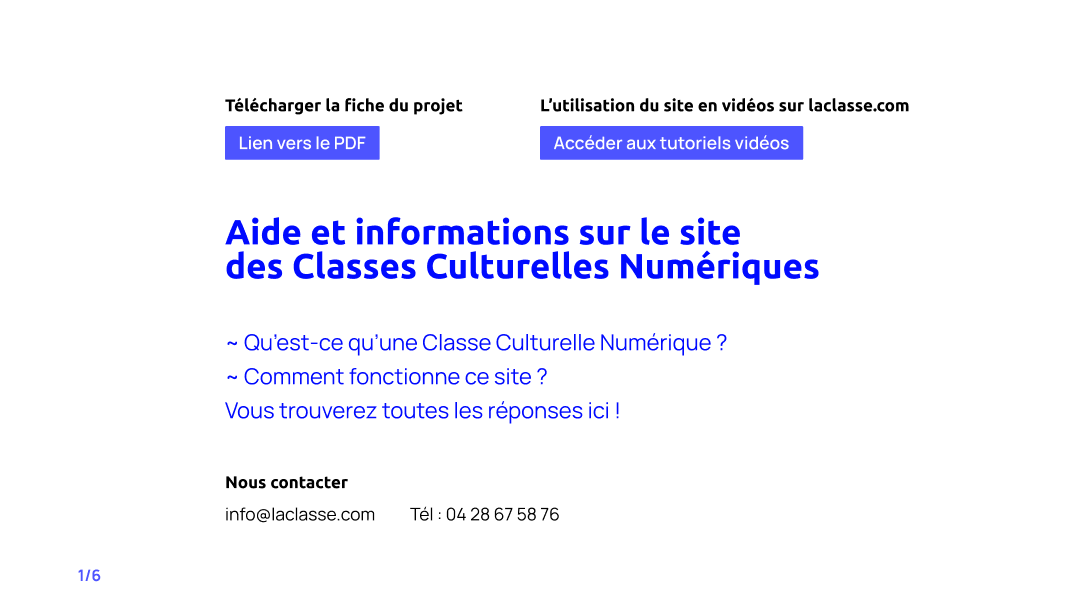 Télécharger la fiche du projet
L’utilisation du site en vidéos sur laclasse.com
Lien vers le PDF
Accéder aux tutoriels vidéos
Aide et informations sur le site
des Classes Culturelles Numériques
~ Qu’est-ce qu’une Classe Culturelle Numérique ?
~ Comment fonctionne ce site ?
Vous trouverez toutes les réponses ici !
Nous contacter
info@laclasse.com
Tél : 04 28 67 58 76
1/6